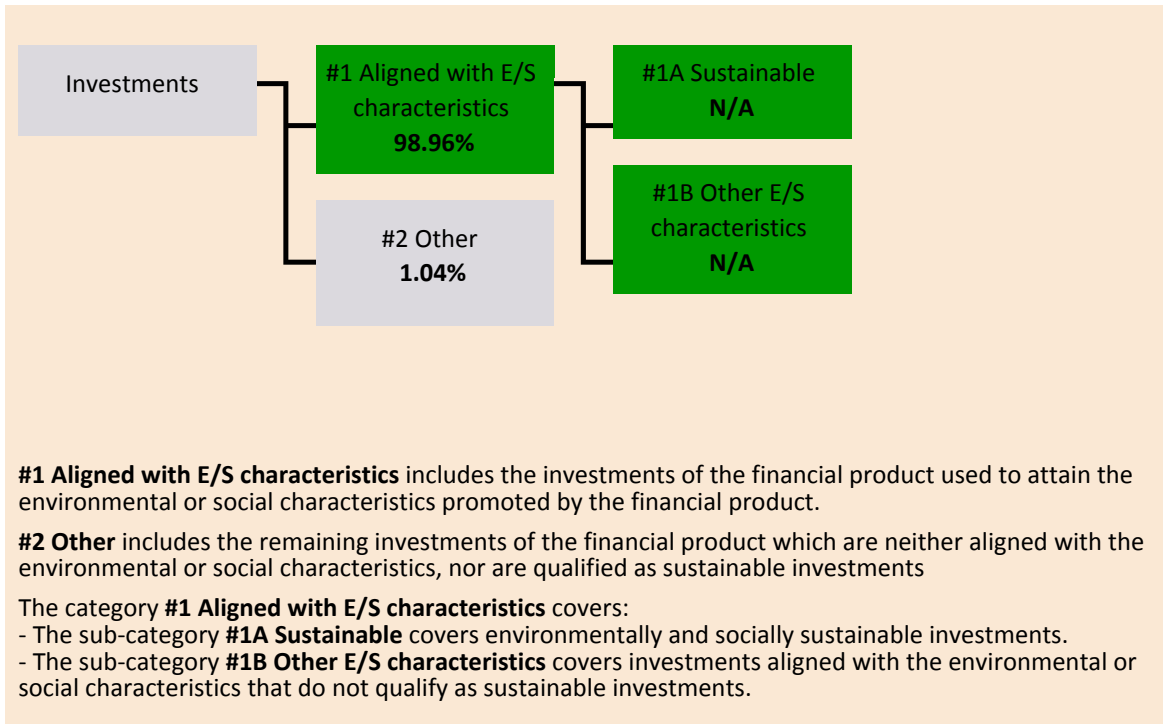 Investments
#1 Aligned with E/S
characteristics
98.96%
#2 Other
1.04%
#1A Sustainable
N/A
#1B Other E/S
characteristics
N/A
#1 Aligned with E/S characteristics includes the investments of the financial product used to attain the
environmental or social characteristics promoted by the financial product.
#2 Other includes the remaining investments of the financial product which are neither aligned with the
environmental or social characteristics, nor are qualified as sustainable investments
The category #1 Aligned with E/S characteristics covers:
- The sub-category #1A Sustainable covers environmentally and socially sustainable investments.
- The sub-category #1B Other E/S characteristics covers investments aligned with the environmental or
social characteristics that do not qualify as sustainable investments.